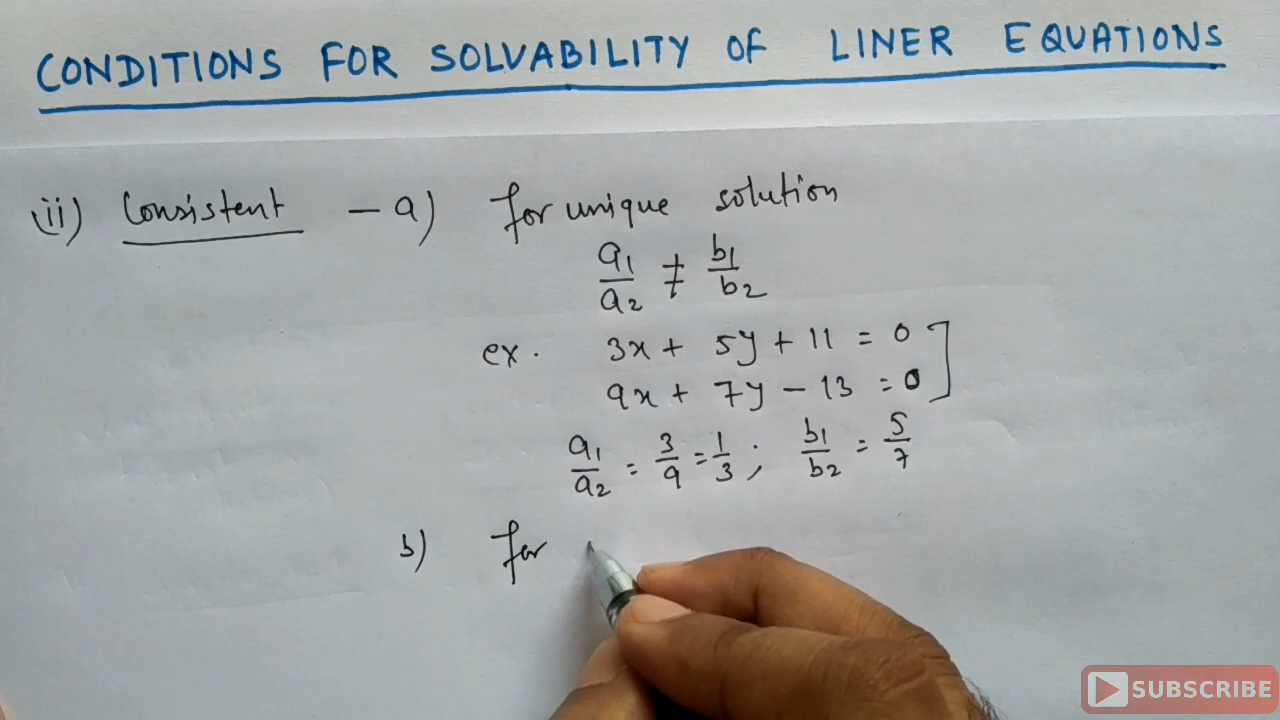 CONDITIONS FOR SOLVABILITY OF LINER EQUATIONS
(ii) Consistent - a) for unique solution
a1/a2 ≠ b1/b2
ex. 3x + 5y + 11 = 0 ]
9x + 7y - 13 = 0
a1/a2 = 3/9 = 1/3 ; b1/b2 = 5/7
b) for
SUBSCRIBE